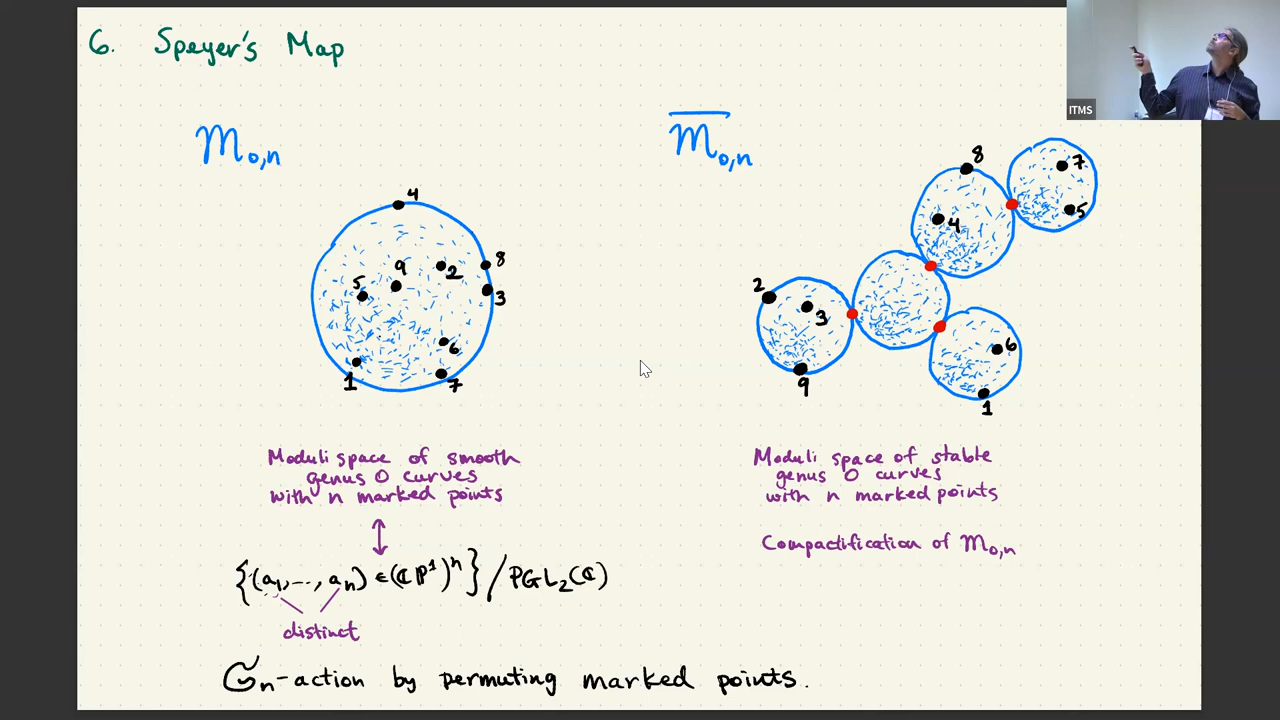 6. Speyer's Map
ITMS
M₀,ₙ
4
8
9
2
5
3
6
1
7
M̅₀,ₙ
8
7
4
5
2
3
6
9
1
Moduli space of smooth
genus 0 curves
with n marked points
↕
{(a₁,...,aₙ) ∈ (ℂP¹)ⁿ} / PGL₂(ℂ)
distinct
Moduli space of stable
genus 0 curves
with n marked points
Compactification of M₀,ₙ
𝔖ₙ-action by permuting marked points.